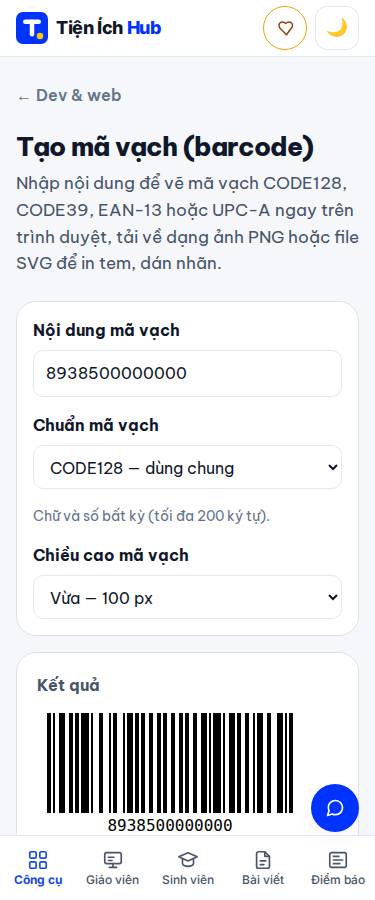 Tiện Ích Hub
← Dev & web
Tạo mã vạch (barcode)
Nhập nội dung để vẽ mã vạch CODE128,
CODE39, EAN-13 hoặc UPC-A ngay trên
trình duyệt, tải về dạng ảnh PNG hoặc file
SVG để in tem, dán nhãn.
Nội dung mã vạch
8938500000000
Chuẩn mã vạch
CODE128 — dùng chung
Chữ và số bất kỳ (tối đa 200 ký tự).
Chiều cao mã vạch
Vừa — 100 px
Kết quả
8938500000000
Công cụ
Giáo viên
Sinh viên
Bài viết
Điểm báo